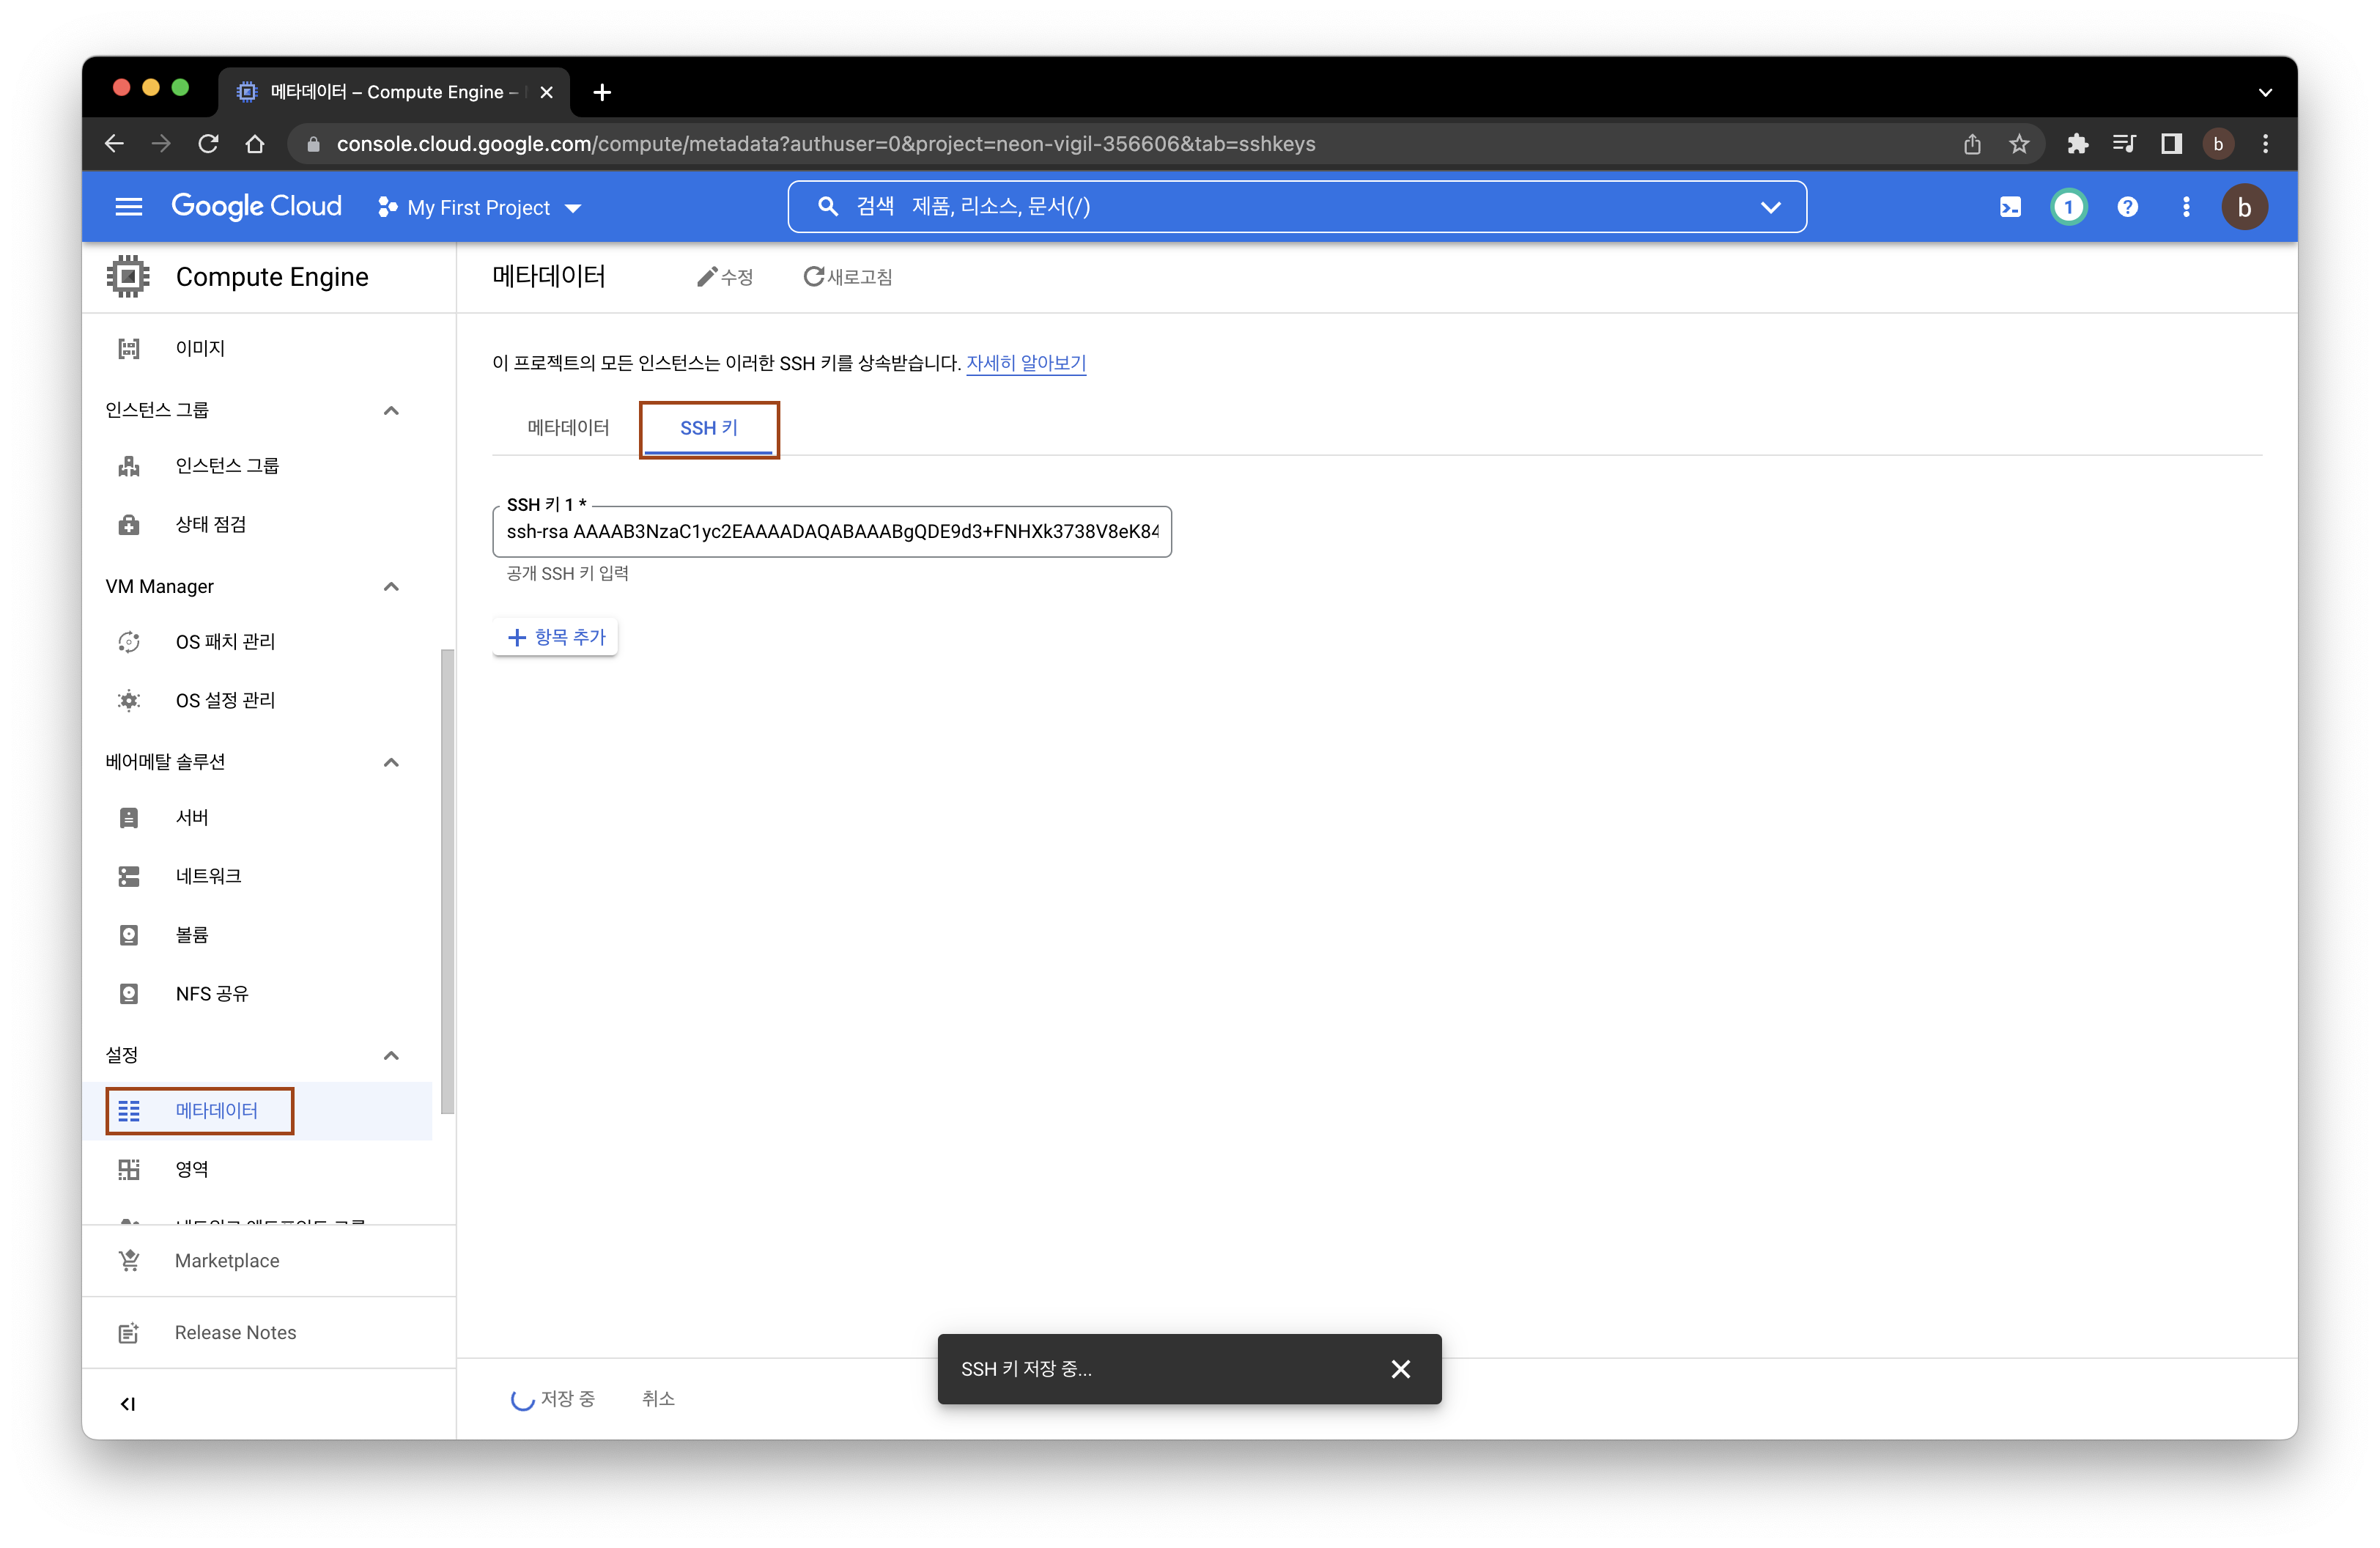 메타데이터 – Compute Engine –
console.cloud.google.com/compute/metadata?authuser=0&project=neon-vigil-356606&tab=sshkeys
b
Google Cloud
My First Project
검색 제품, 리소스, 문서(/)
1
?
b
Compute Engine
이미지
인스턴스 그룹
인스턴스 그룹
상태 점검
VM Manager
OS 패치 관리
OS 설정 관리
베어메탈 솔루션
서버
네트워크
볼륨
NFS 공유
설정
메타데이터
영역
Marketplace
Release Notes
메타데이터 수정 새로고침
이 프로젝트의 모든 인스턴스는 이러한 SSH 키를 상속받습니다. 자세히 알아보기
메타데이터 SSH 키
SSH 키 1 *
ssh-rsa AAAAB3NzaC1yc2EAAAADAQABAAABgQDE9d3+FNHXk3738V8eK84
공개 SSH 키 입력
+ 항목 추가
저장 중 취소
SSH 키 저장 중...